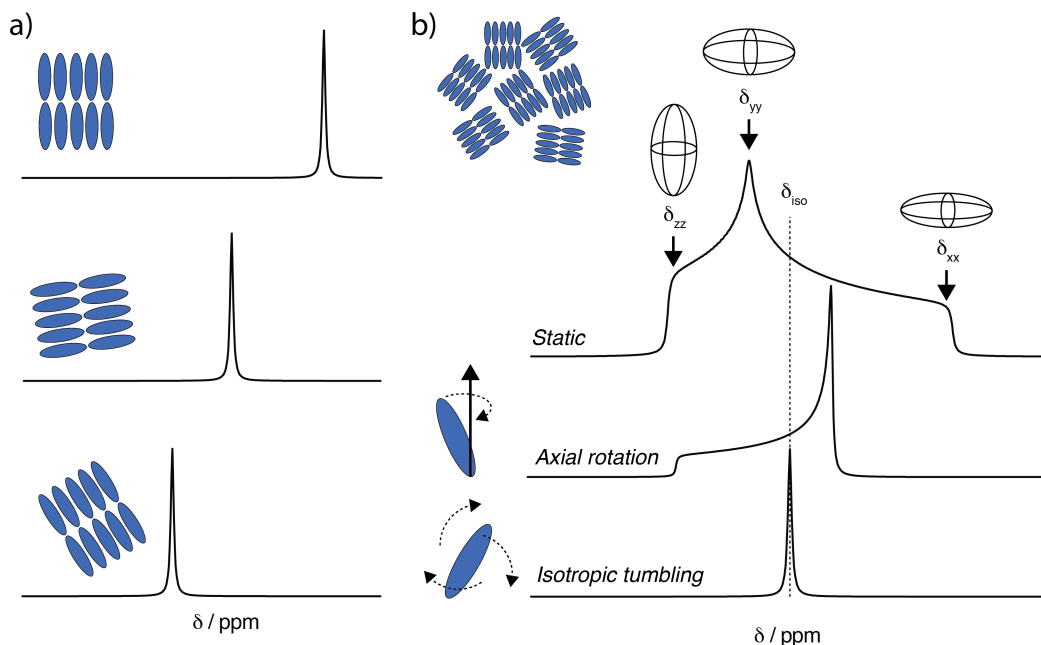 a)
δ / ppm
b)
δyy
δzz
δiso
δxx
Static
Axial rotation
Isotropic tumbling
δ / ppm